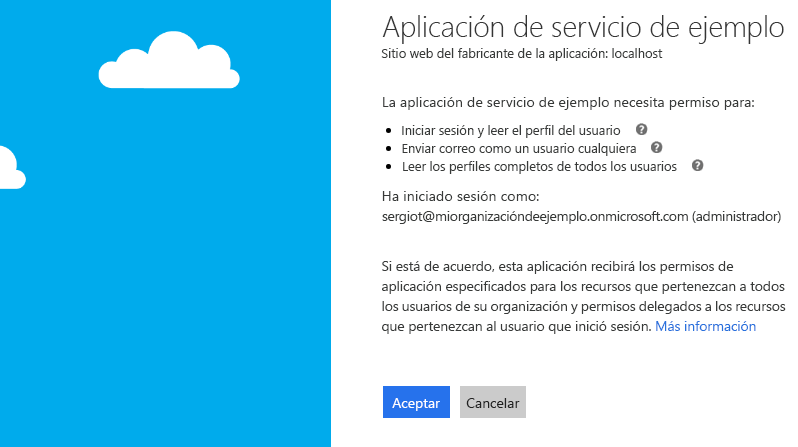 Aplicación de servicio de ejemplo
Sitio web del fabricante de la aplicación: localhost
La aplicación de servicio de ejemplo necesita permiso para:
• Iniciar sesión y leer el perfil del usuario ?
• Enviar correo como un usuario cualquiera ?
• Leer los perfiles completos de todos los usuarios ?
Ha iniciado sesión como:
sergiot@miorganizacióndeejemplo.onmicrosoft.com (administrador)
Si está de acuerdo, esta aplicación recibirá los permisos de
aplicación especificados para los recursos que pertenezcan a todos
los usuarios de su organización y permisos delegados a los recursos
que pertenezcan al usuario que inició sesión. Más información
Aceptar Cancelar